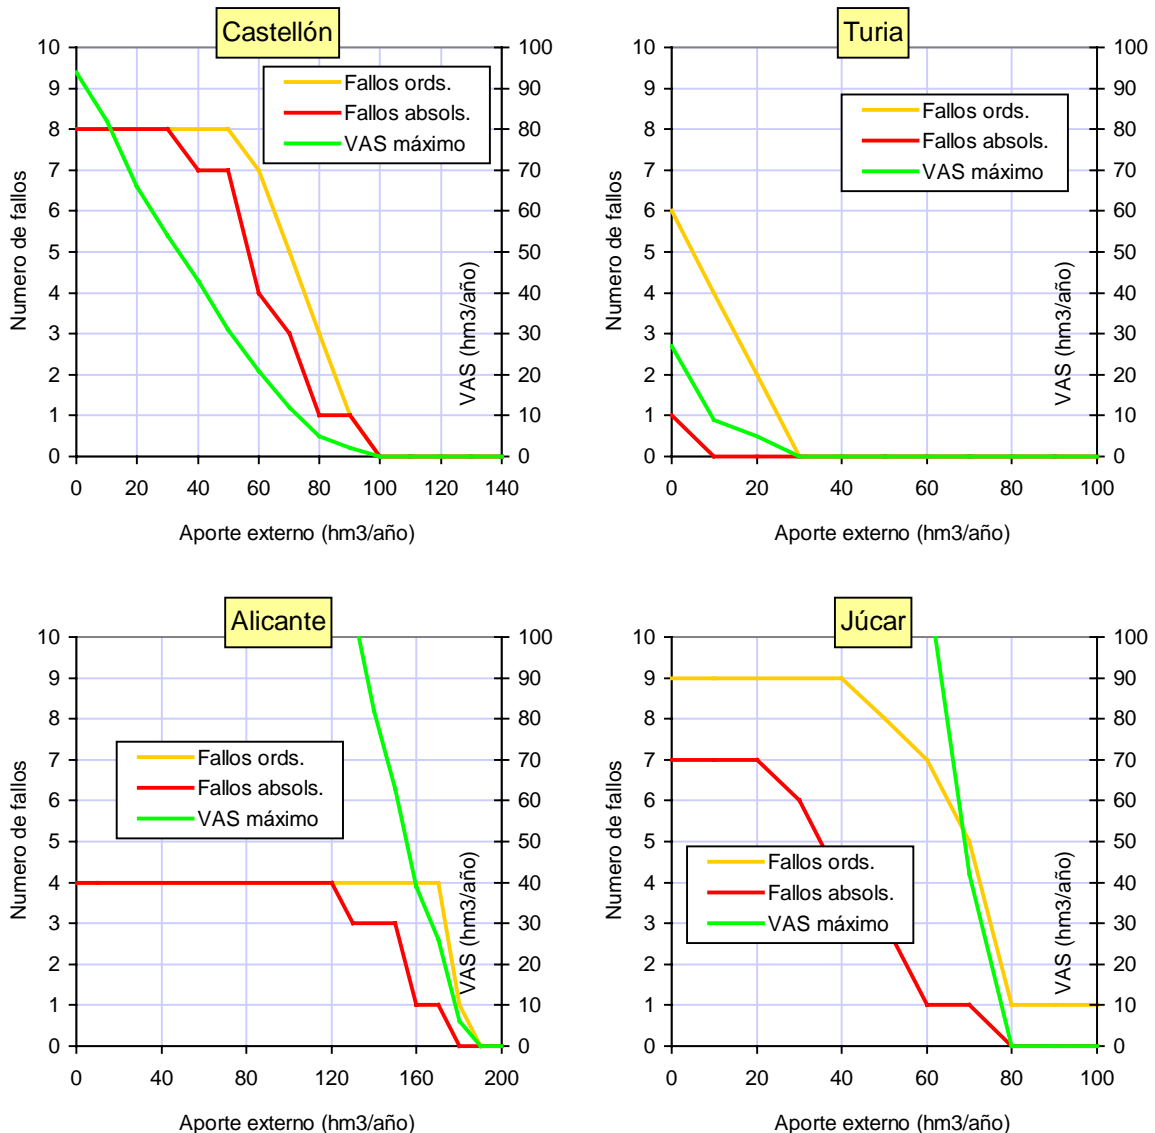 Castellón
10
9
8
7
6
5
4
3
2
1
0
100
90
80
70
60
50
40
30
20
10
0
Numero de fallos
VAS (hm3/año)
Fallos ords.
Fallos absols.
VAS máximo
0 20 40 60 80 100 120 140
Aporte externo (hm3/año)
Turia
10
9
8
7
6
5
4
3
2
1
0
100
90
80
70
60
50
40
30
20
10
0
Numero de fallos
VAS (hm3/año)
Fallos ords.
Fallos absols.
VAS máximo
0 20 40 60 80 100
Aporte externo (hm3/año)
Alicante
10
9
8
7
6
5
4
3
2
1
0
100
90
80
70
60
50
40
30
20
10
0
Numero de fallos
VAS (hm3/año)
Fallos ords.
Fallos absols.
VAS máximo
0 40 80 120 160 200
Aporte externo (hm3/año)
Júcar
10
9
8
7
6
5
4
3
2
1
0
100
90
80
70
60
50
40
30
20
10
0
Numero de fallos
VAS (hm3/año)
Fallos ords.
Fallos absols.
VAS máximo
0 20 40 60 80 100
Aporte externo (hm3/año)